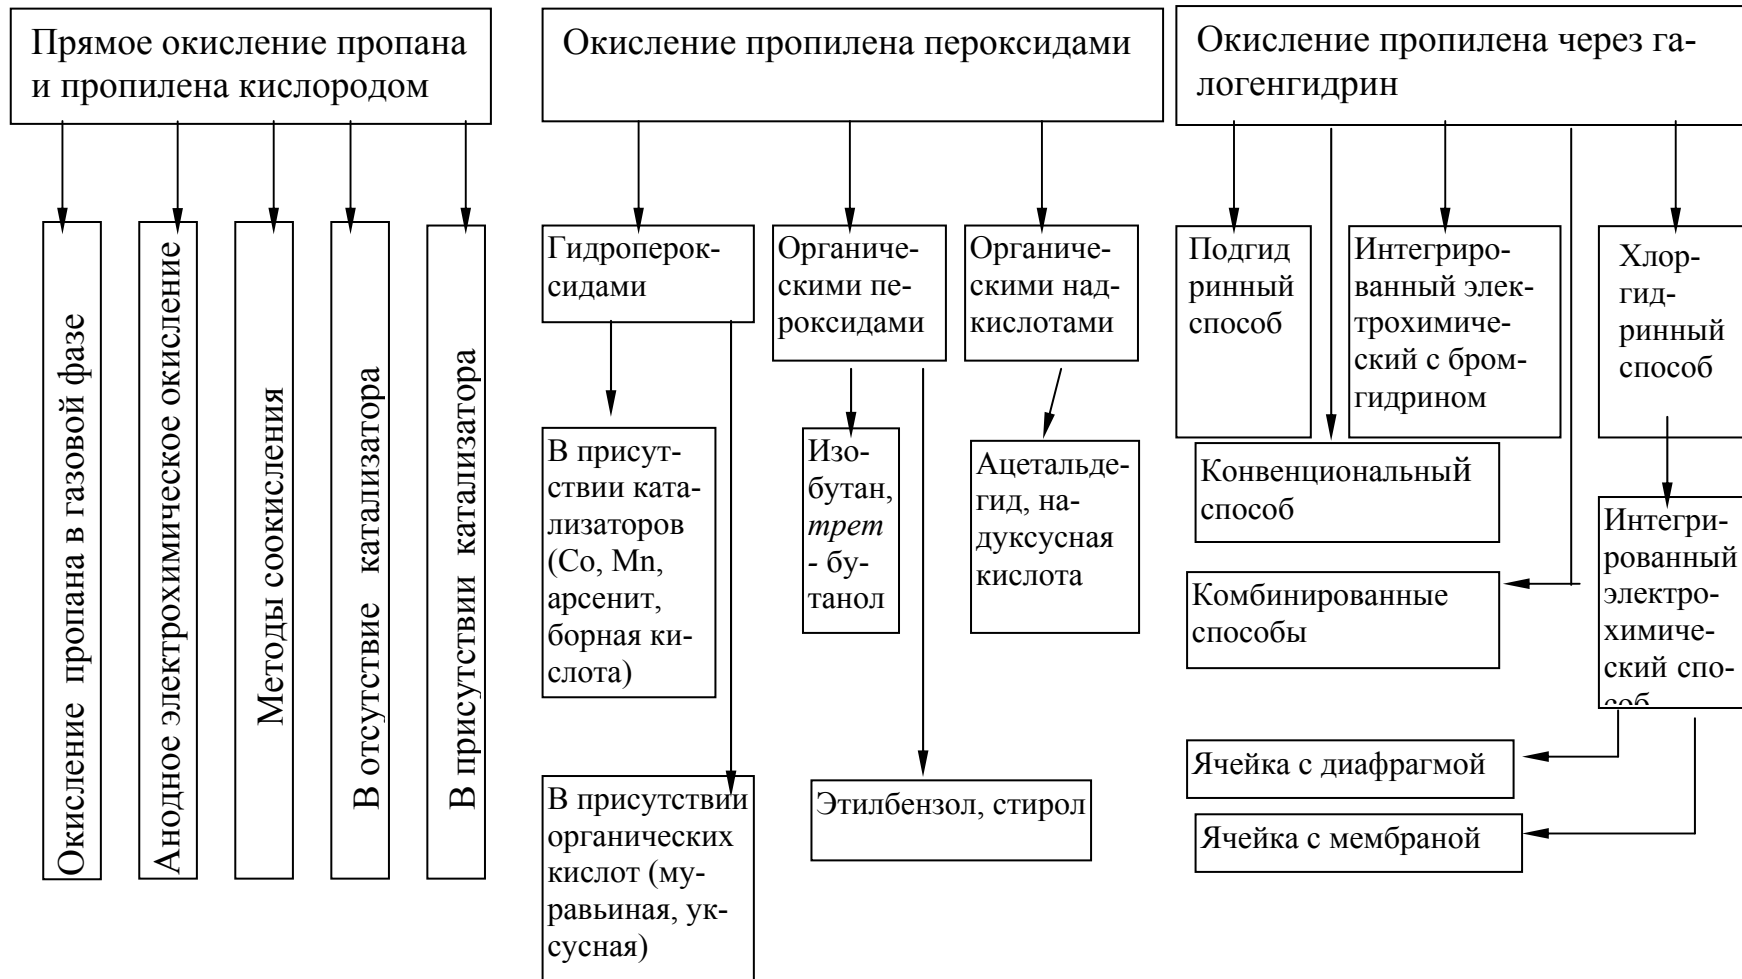 Прямое окисление пропана
и пропилена кислородом
Окисление пропилена пероксидами
Окисление пропилена через га-
логенгидрин
Окисление пропана в газовой фазе
Анодное электрохимическое окисление
Методы соокисления
В отсутствие катализатора
В присутствии катализатора
Гидроперок-
сидами
Органиче-
скими пе-
роксидами
Органиче-
скими над-
кислотами
Подгид
ринный
способ
Интегриро-
ванный элек-
трохимиче-
ский с бром-
гидрином
Хлор-
гид-
ринный
способ
В присут-
ствии ката-
лизаторов
(Co, Mn,
арсенит,
борная ки-
слота)
Изо-
бутан,
трет
- бу-
танол
Ацетальде-
гид, на-
дуксусная
кислота
Конвенциональный
способ
Комбинированные
способы
Интегри-
рованный
электро-
химиче-
ский спо-
соб
Ячейка с диафрагмой
Ячейка с мембраной
В присутствии
органических
кислот (му-
равьиная, ук-
сусная)
Этилбензол, стирол